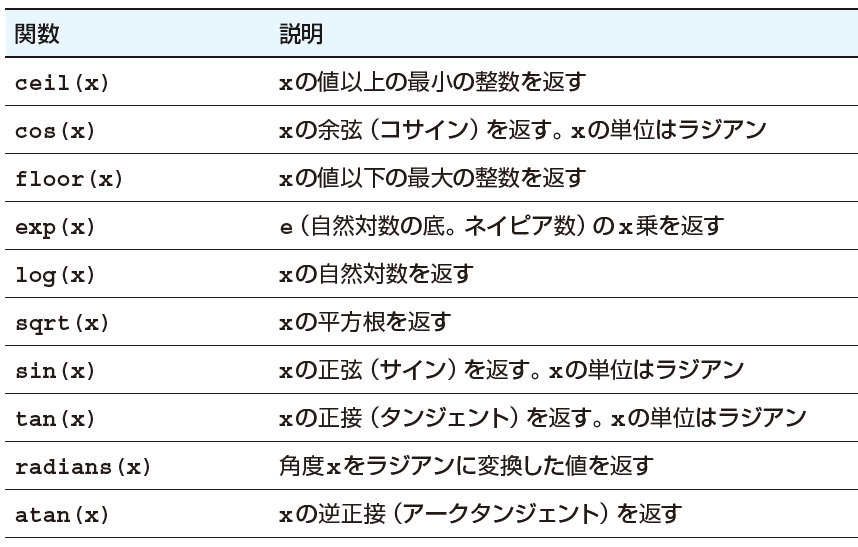 関数 説明
ceil(x) xの値以上の最小の整数を返す
cos(x) xの余弦（コサイン）を返す。xの単位はラジアン
floor(x) xの値以下の最大の整数を返す
exp(x) e（自然対数の底。ネイピア数）のx乗を返す
log(x) xの自然対数を返す
sqrt(x) xの平方根を返す
sin(x) xの正弦（サイン）を返す。xの単位はラジアン
tan(x) xの正接（タンジェント）を返す。xの単位はラジアン
radians(x) 角度xをラジアンに変換した値を返す
atan(x) xの逆正接（アークタンジェント）を返す